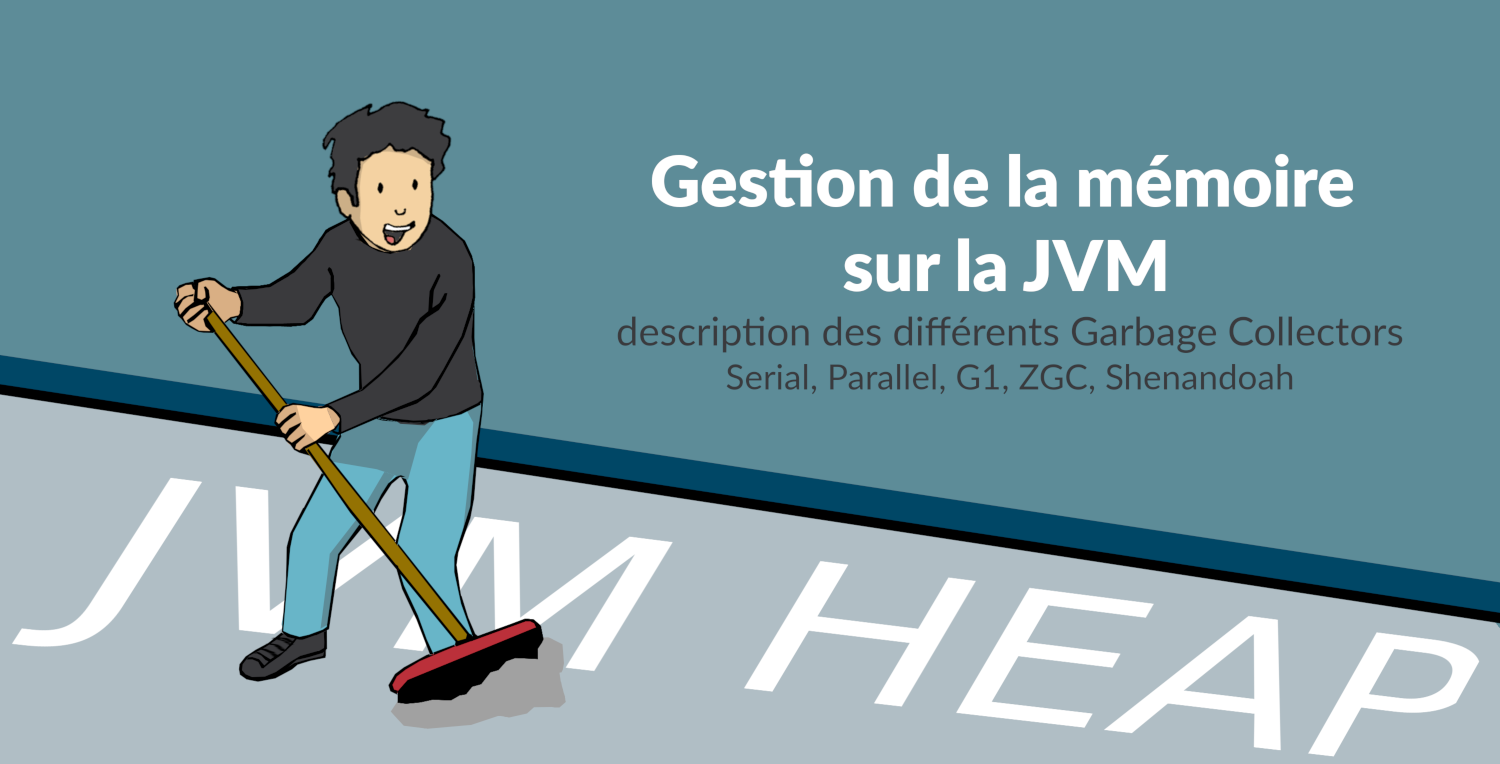 Gestion de la mémoire
sur la JVM
description des différents Garbage Collectors
Serial, Parallel, G1, ZGC, Shenandoah
JVM HEAP